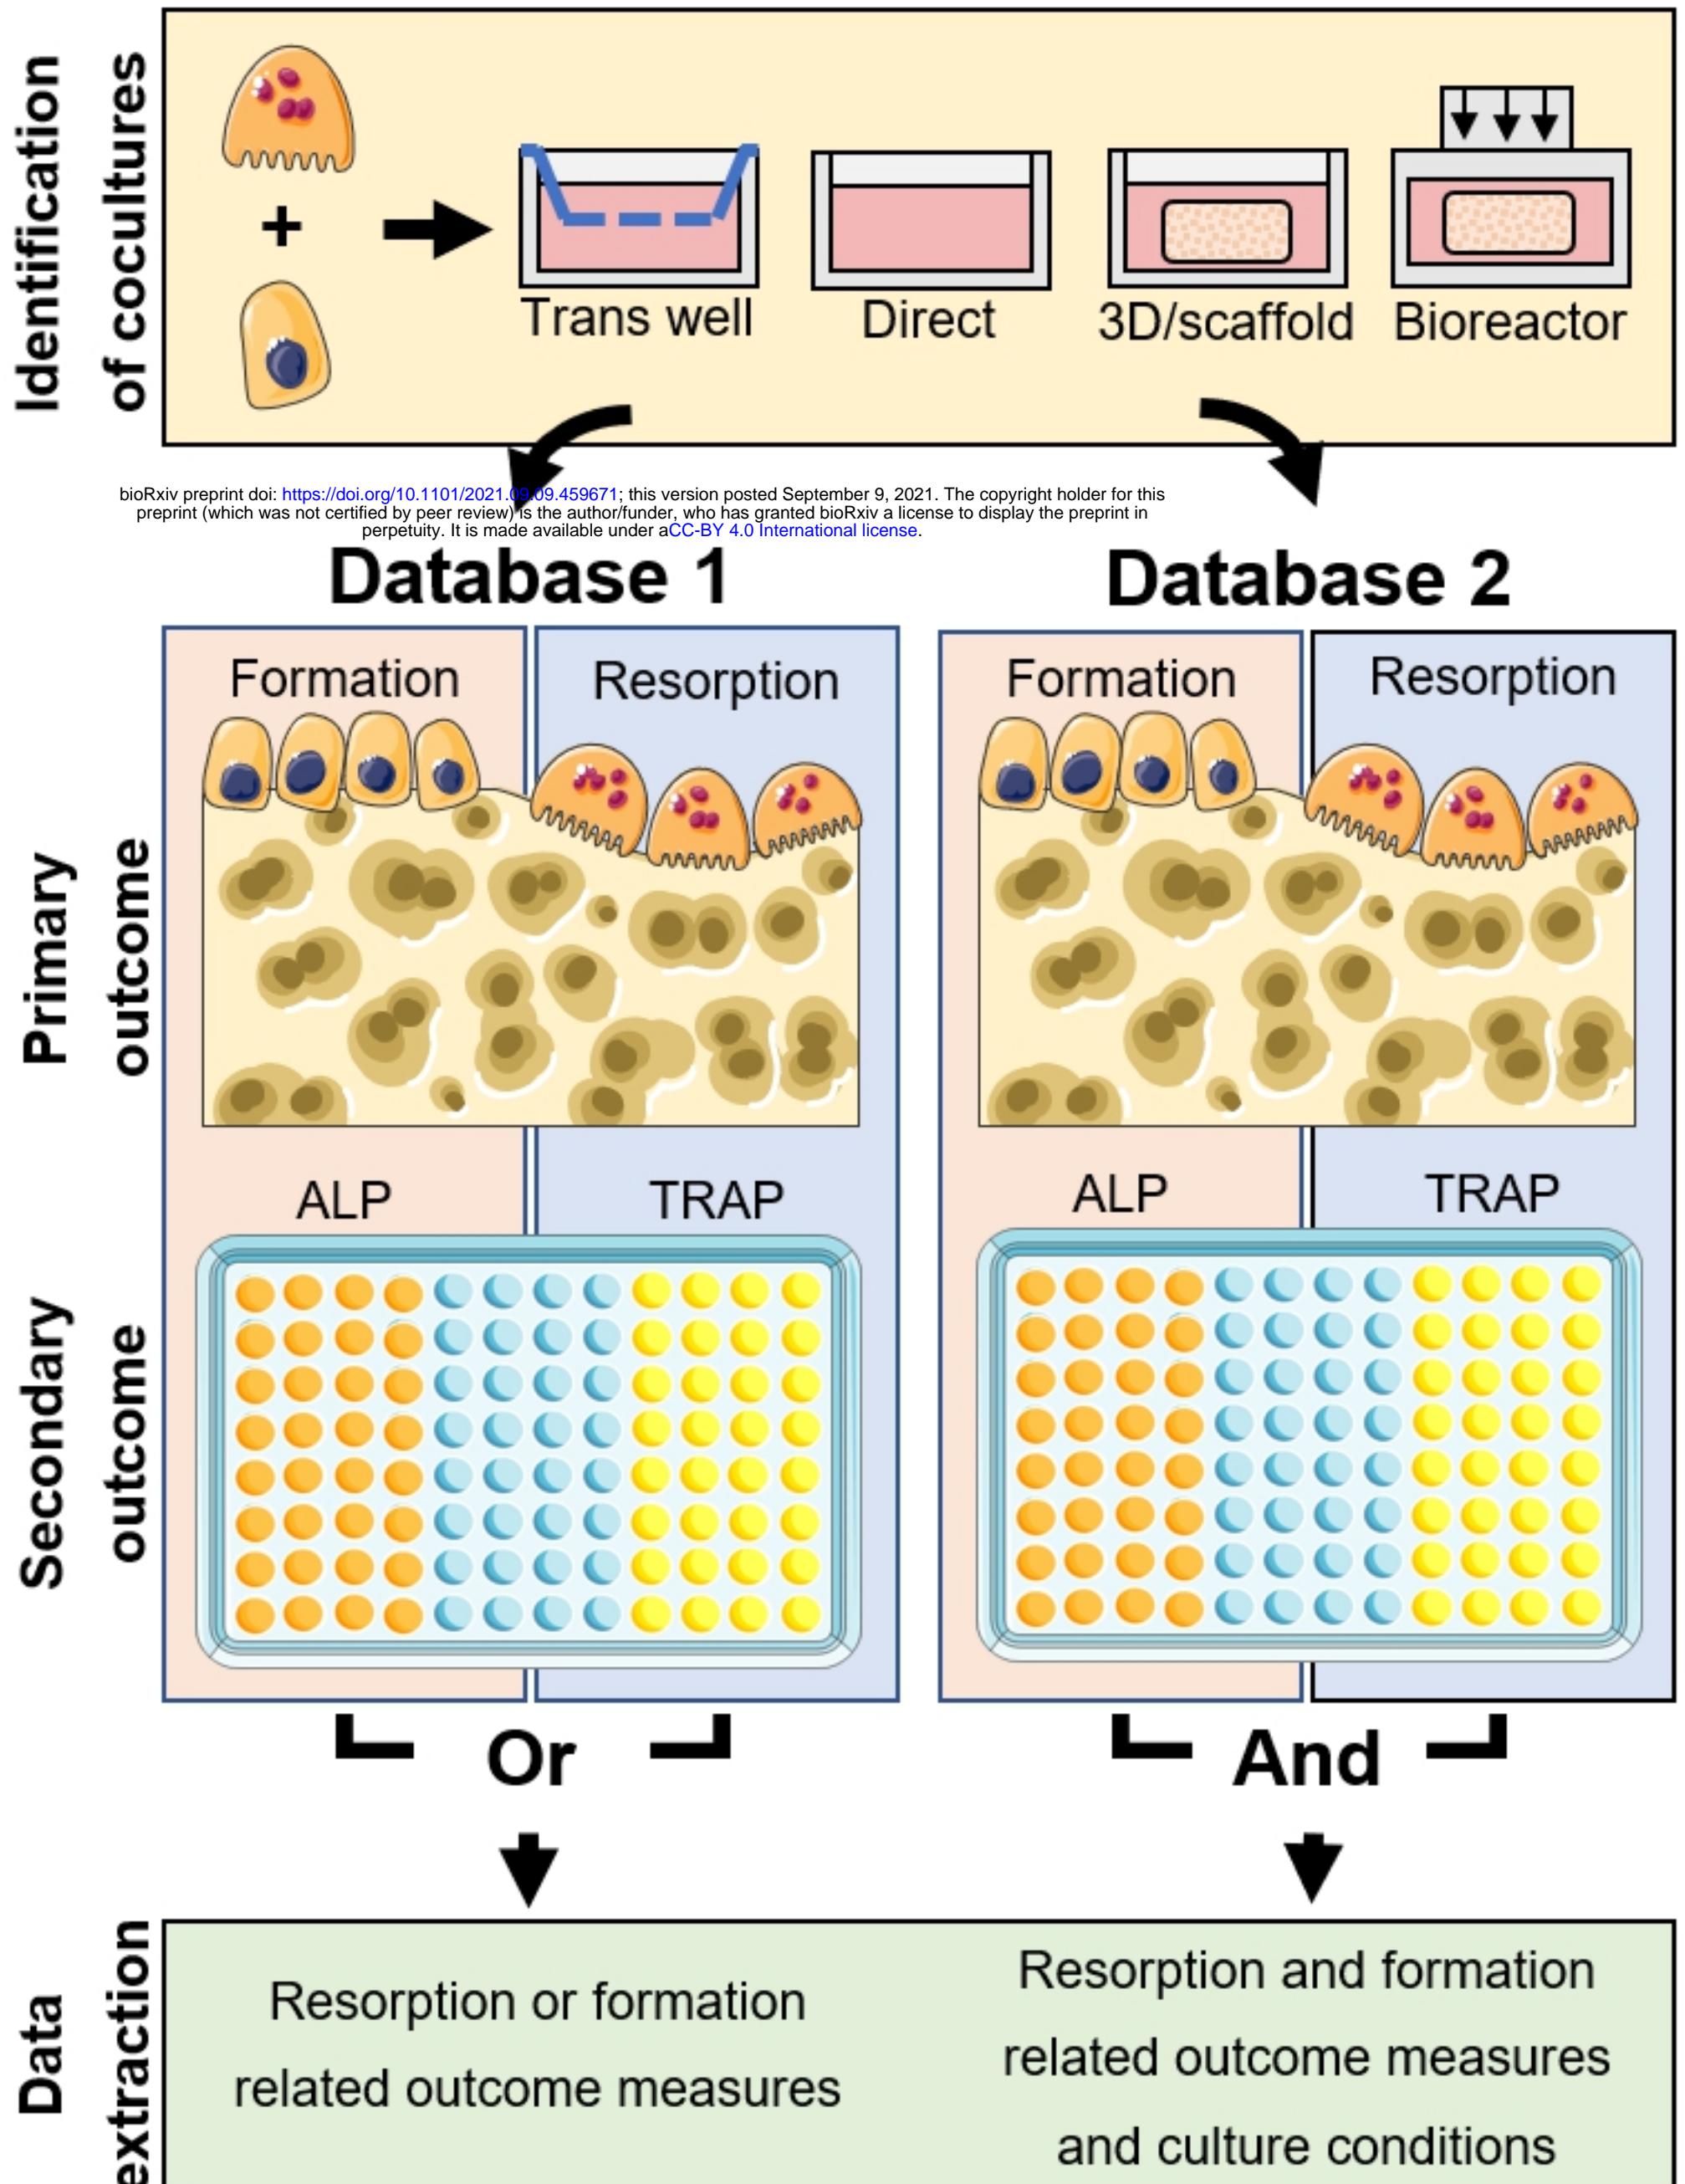 Identification
of cocultures
+
Trans well
Direct
3D/scaffold
Bioreactor
bioRxiv preprint doi: https://doi.org/10.1101/2021.09.09.459671; this version posted September 9, 2021. The copyright holder for this
preprint (which was not certified by peer review) is the author/funder, who has granted bioRxiv a license to display the preprint in
perpetuity. It is made available under aCC-BY 4.0 International license.
Database 1
Database 2
Primary
outcome
Formation
Resorption
Formation
Resorption
Secondary
outcome
ALP
TRAP
ALP
TRAP
Or
And
Data
extraction
Resorption or formation
related outcome measures
Resorption and formation
related outcome measures
and culture conditions